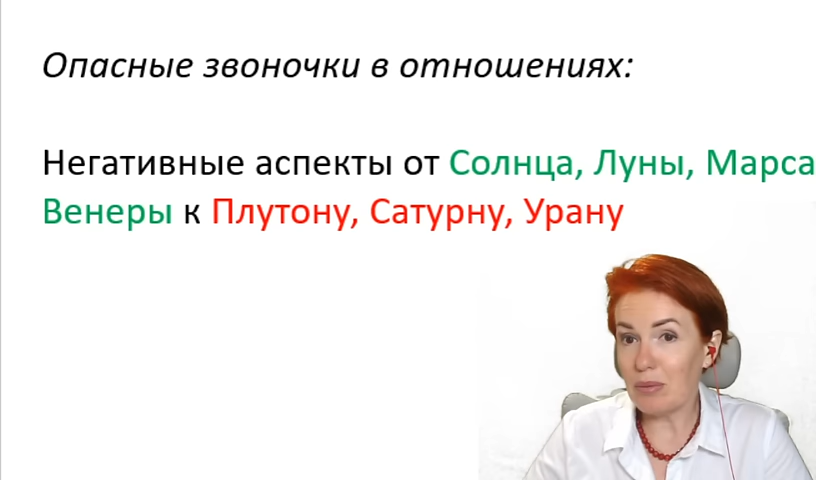 Опасные звоночки в отношениях:
Негативные аспекты от Солнца, Луны, Марса
Венеры к Плутону, Сатурну, Урану